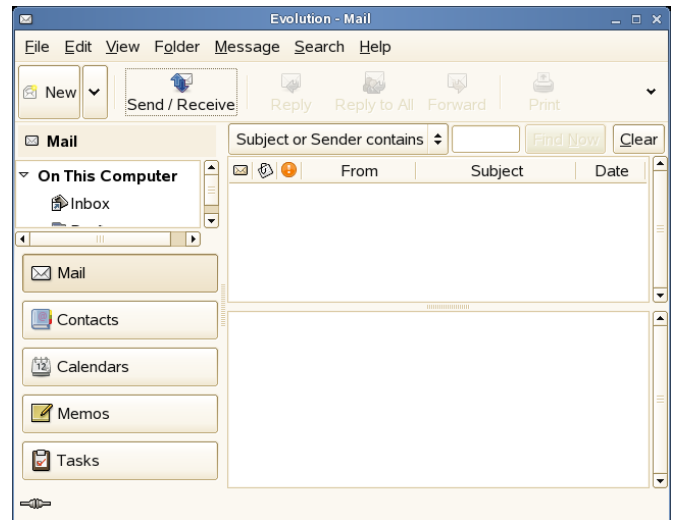 Evolution - Mail
File Edit View Folder Message Search Help
New Send / Receive Reply Reply to All Forward Print
Mail
Subject or Sender contains Find Now Clear
On This Computer
From Subject Date
Inbox
Mail
Contacts
12 Calendars
Memos
Tasks